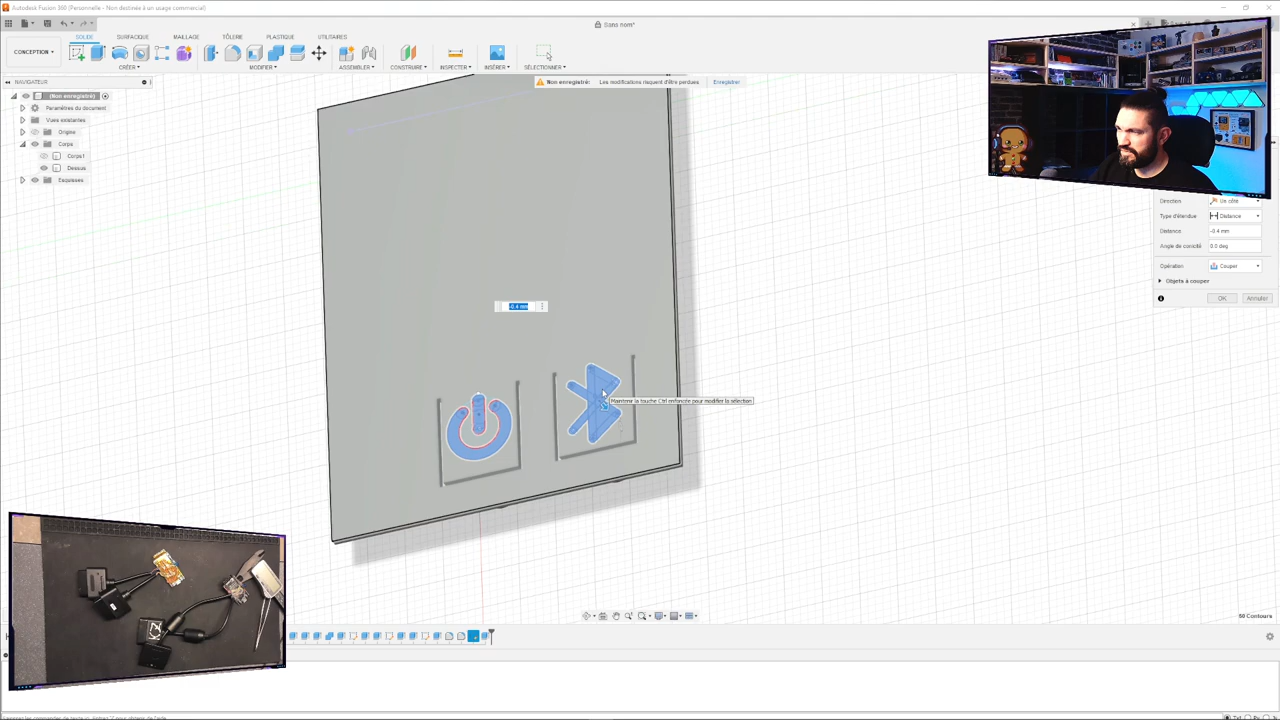 Autodesk Fusion 360 (Personnelle - Non destinée à un usage commercial)
Sans nom*
SOLIDE
SURFACIQUE
MAILLAGE
TÔLERIE
PLASTIQUE
UTILITAIRES
CONCEPTION
CRÉER
MODIFIER
ASSEMBLER
CONSTRUIRE
INSPECTER
INSÉRER
SÉLECTIONNER
NAVIGATEUR
Non enregistré:
Les modifications risquent d'être perdues
Enregistrer
(Non enregistré)
Paramètres du document
Vues existantes
Origine
Corps
Corps1
Dessus
Esquisses
Direction
Un côté
Type d'étendue
Distance
Distance
-0.4 mm
Angle de conicité
0.0 deg
Opération
Couper
Objets à couper
OK
Annuler
-0.4 mm
Maintenir la touche Ctrl enfoncée pour modifier la sélection
50 Contours